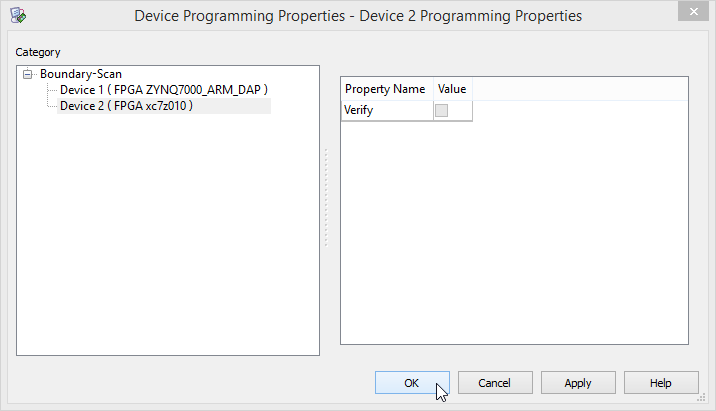 Device Programming Properties - Device 2 Programming Properties
Category
Boundary-Scan
Device 1 ( FPGA ZYNQ7000_ARM_DAP )
Device 2 ( FPGA xc7z010 )
Property Name Value
Verify
OK Cancel Apply Help